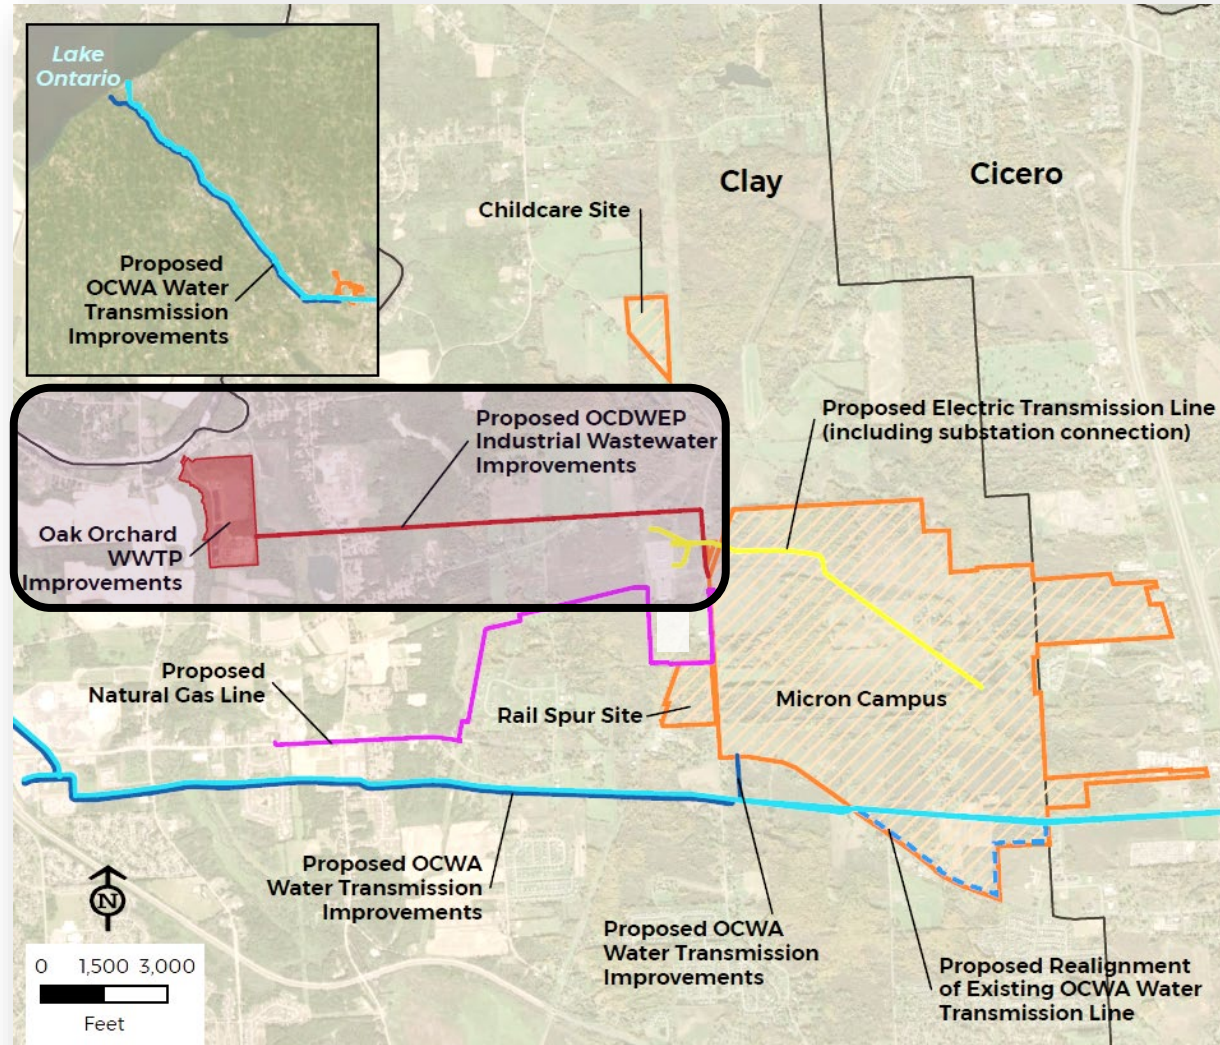 Lake
Ontario
Proposed
OCWA Water
Transmission
Improvements
Clay
Cicero
Childcare Site
Proposed OCDWEP
Industrial Wastewater
Improvements
Proposed Electric Transmission Line
(including substation connection)
Oak Orchard
WWTP
Improvements
Proposed
Natural Gas Line
Rail Spur Site
Micron Campus
Proposed OCWA
Water Transmission
Improvements
Proposed OCWA
Water Transmission
Improvements
Proposed Realignment
of Existing OCWA Water
Transmission Line
N
0 1,500 3,000
Feet